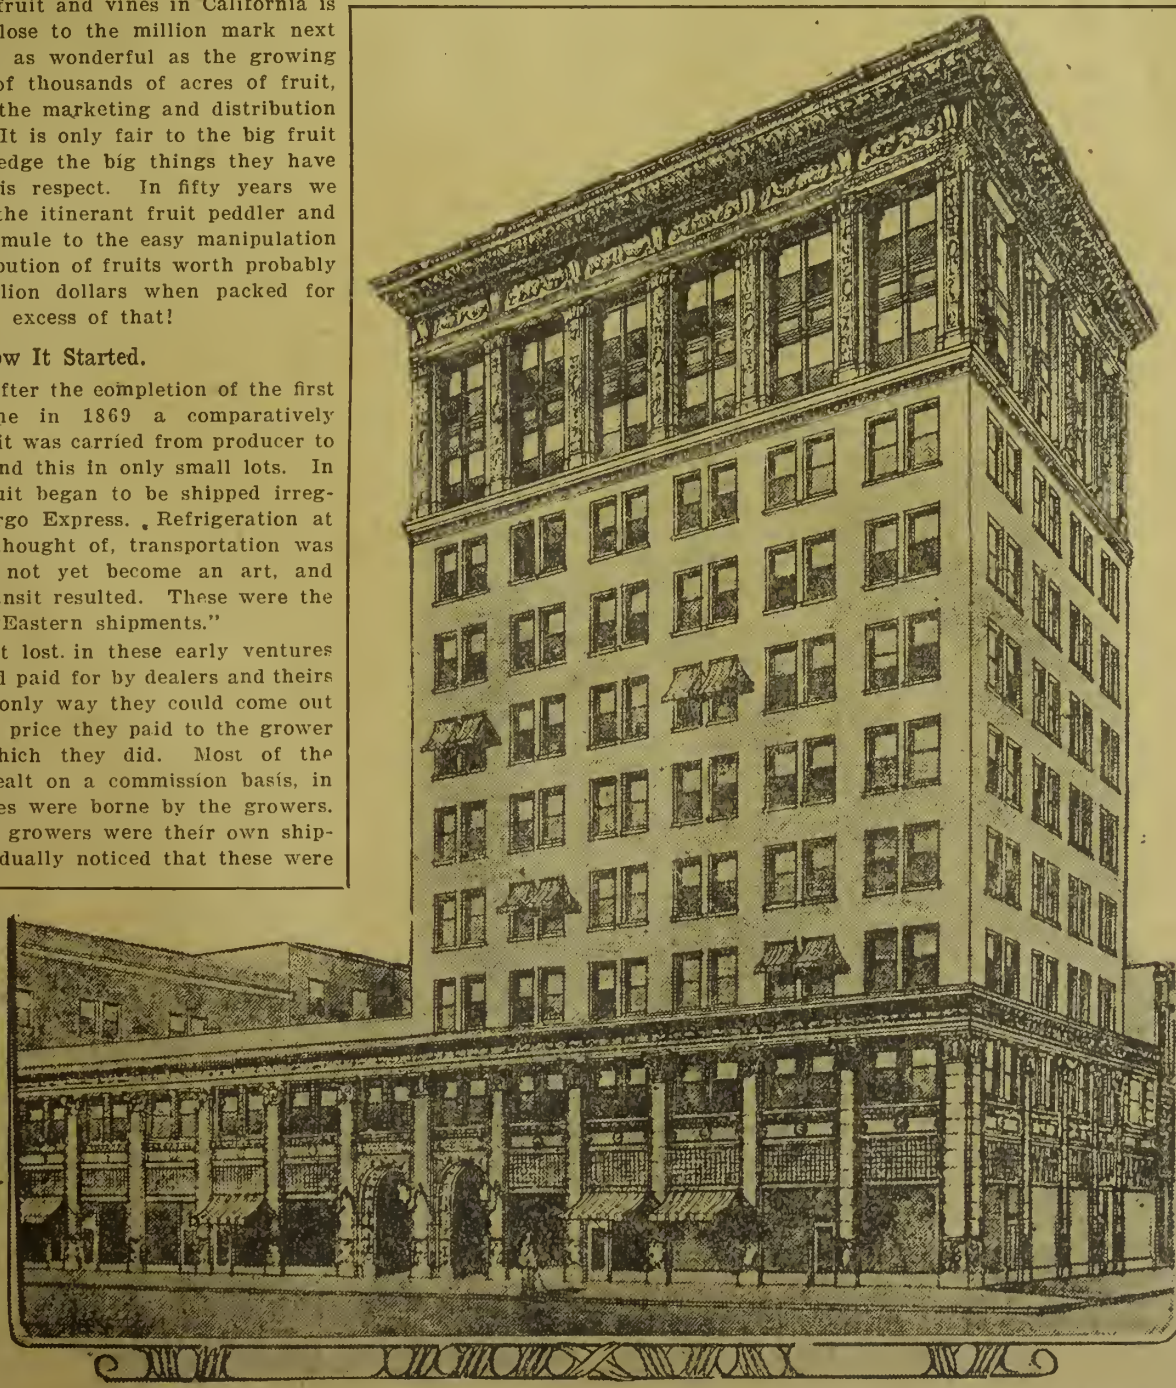 fruit and vines in California is
lose to the million mark next
as wonderful as the growing
of thousands of acres of fruit,
the marketing and distribution
It is only fair to the big fruit
edge the big things they have
is respect. In fifty years we
the itinerant fruit peddler and
mule to the easy manipulation
bution of fruits worth probably
lion dollars when packed for
excess of that!
ow It Started.
fter the completion of the first
ne in 1869 a comparatively
it was carried from producer to
nd this in only small lots. In
uit began to be shipped irreg-
rgo Express. Refrigeration at
hought of, transportation was
not yet become an art, and
nsit resulted. These were the
Eastern shipments."
t lost. in these early ventures
d paid for by dealers and theirs
only way they could come out
price they paid to the grower
hich they did. Most of the
ealt on a commission basis, in
es were borne by the growers.
growers were their own ship-
dually noticed that these were